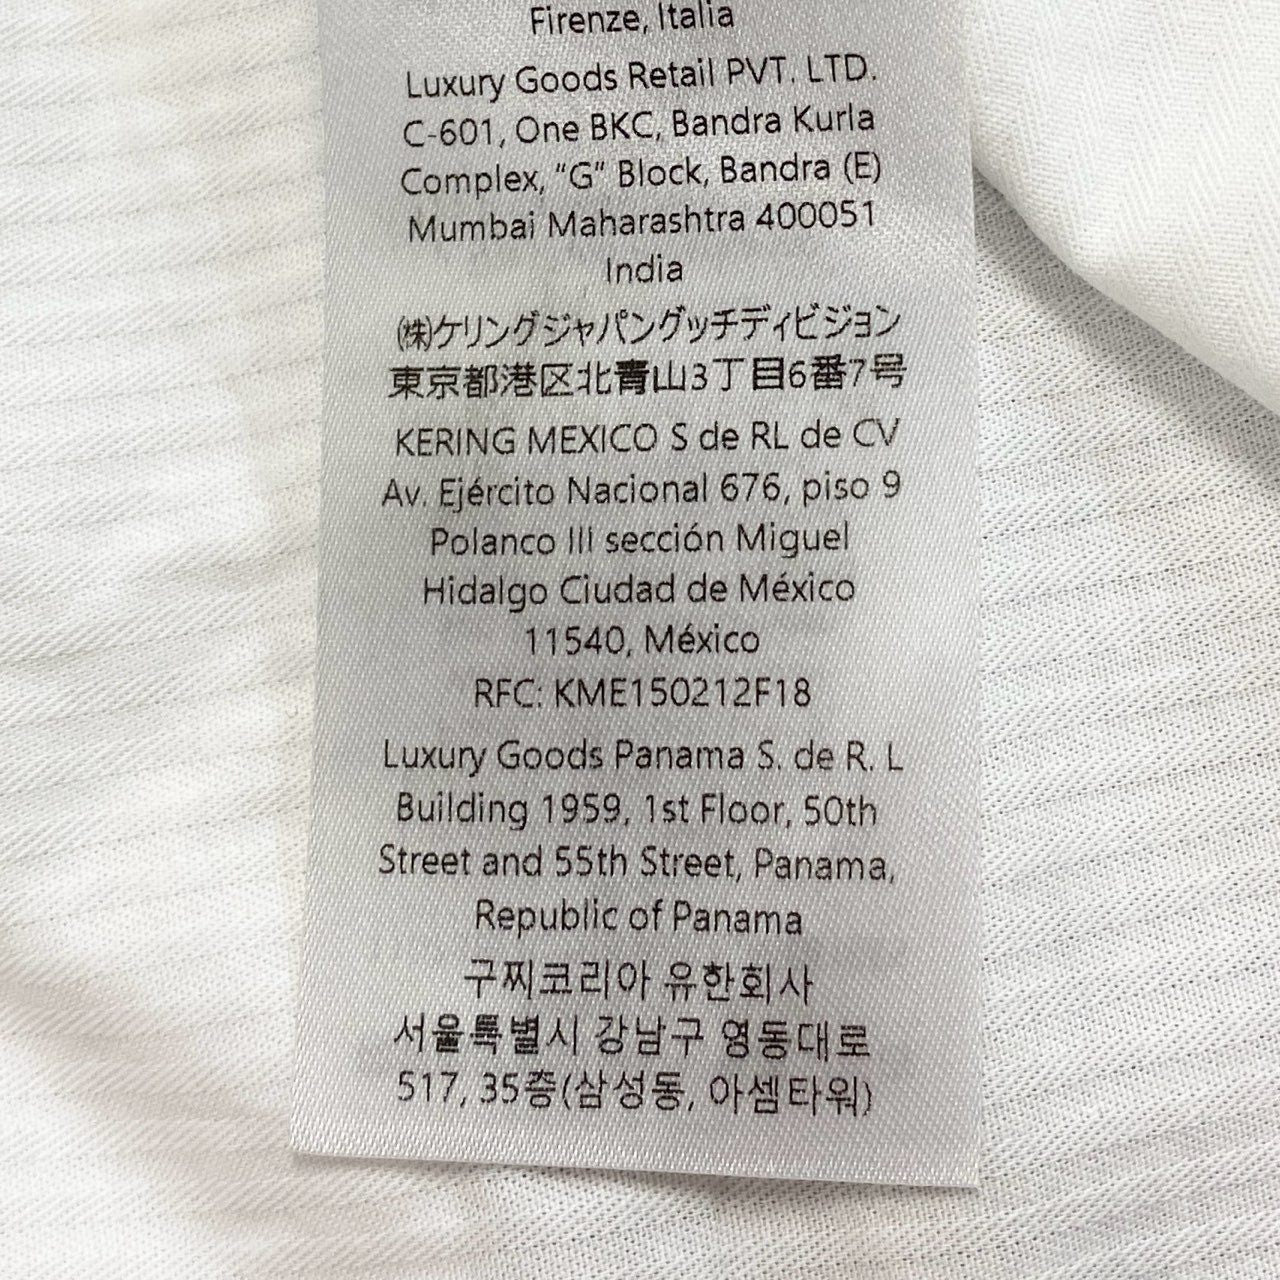 Firenze, Italia
Luxury Goods Retail PVT. LTD.
C-601, One BKC, Bandra Kurla
Complex, "G" Block, Bandra (E)
Mumbai Maharashtra 400051
India
㈱ケリングジャパングッチディビジョン
東京都港区北青山3丁目6番7号
KERING MEXICO S de RL de CV
Av. Ejército Nacional 676, piso 9
Polanco III sección Miguel
Hidalgo Ciudad de México
11540, México
RFC: KME150212F18
Luxury Goods Panama S. de R. L
Building 1959, 1st Floor, 50th
Street and 55th Street, Panama,
Republic of Panama
구찌코리아 유한회사
서울특별시 강남구 영동대로
517, 35층(삼성동, 아셈타워)